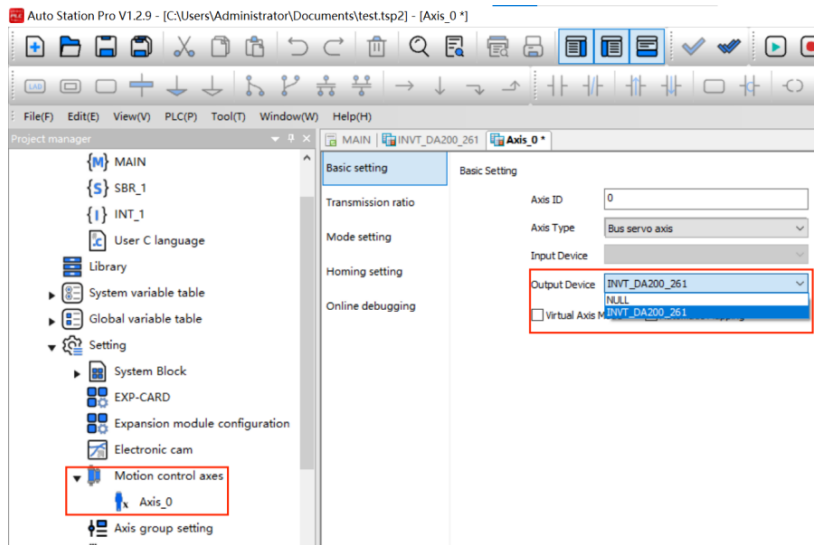 Auto Station Pro V1.2.9 - [C:\Users\Administrator\Documents\test.tsp2] - [Axis_0 *]
LAD
File(F) Edit(E) View(V) PLC(P) Tool(T) Window(W) Help(H)
Project manager
MAIN INVT_DA200_261 Axis_0 *
{M} MAIN
{S} SBR_1
{I} INT_1
User C language
Library
System variable table
Global variable table
Setting
System Block
EXP-CARD
Expansion module configuration
Electronic cam
Motion control axes
Axis_0
Axis group setting
Basic setting
Transmission ratio
Mode setting
Homing setting
Online debugging
Basic Setting
Axis ID 0
Axis Type Bus servo axis
Input Device
Output Device INVT_DA200_261
NULL
INVT_DA200_261
Virtual Axis